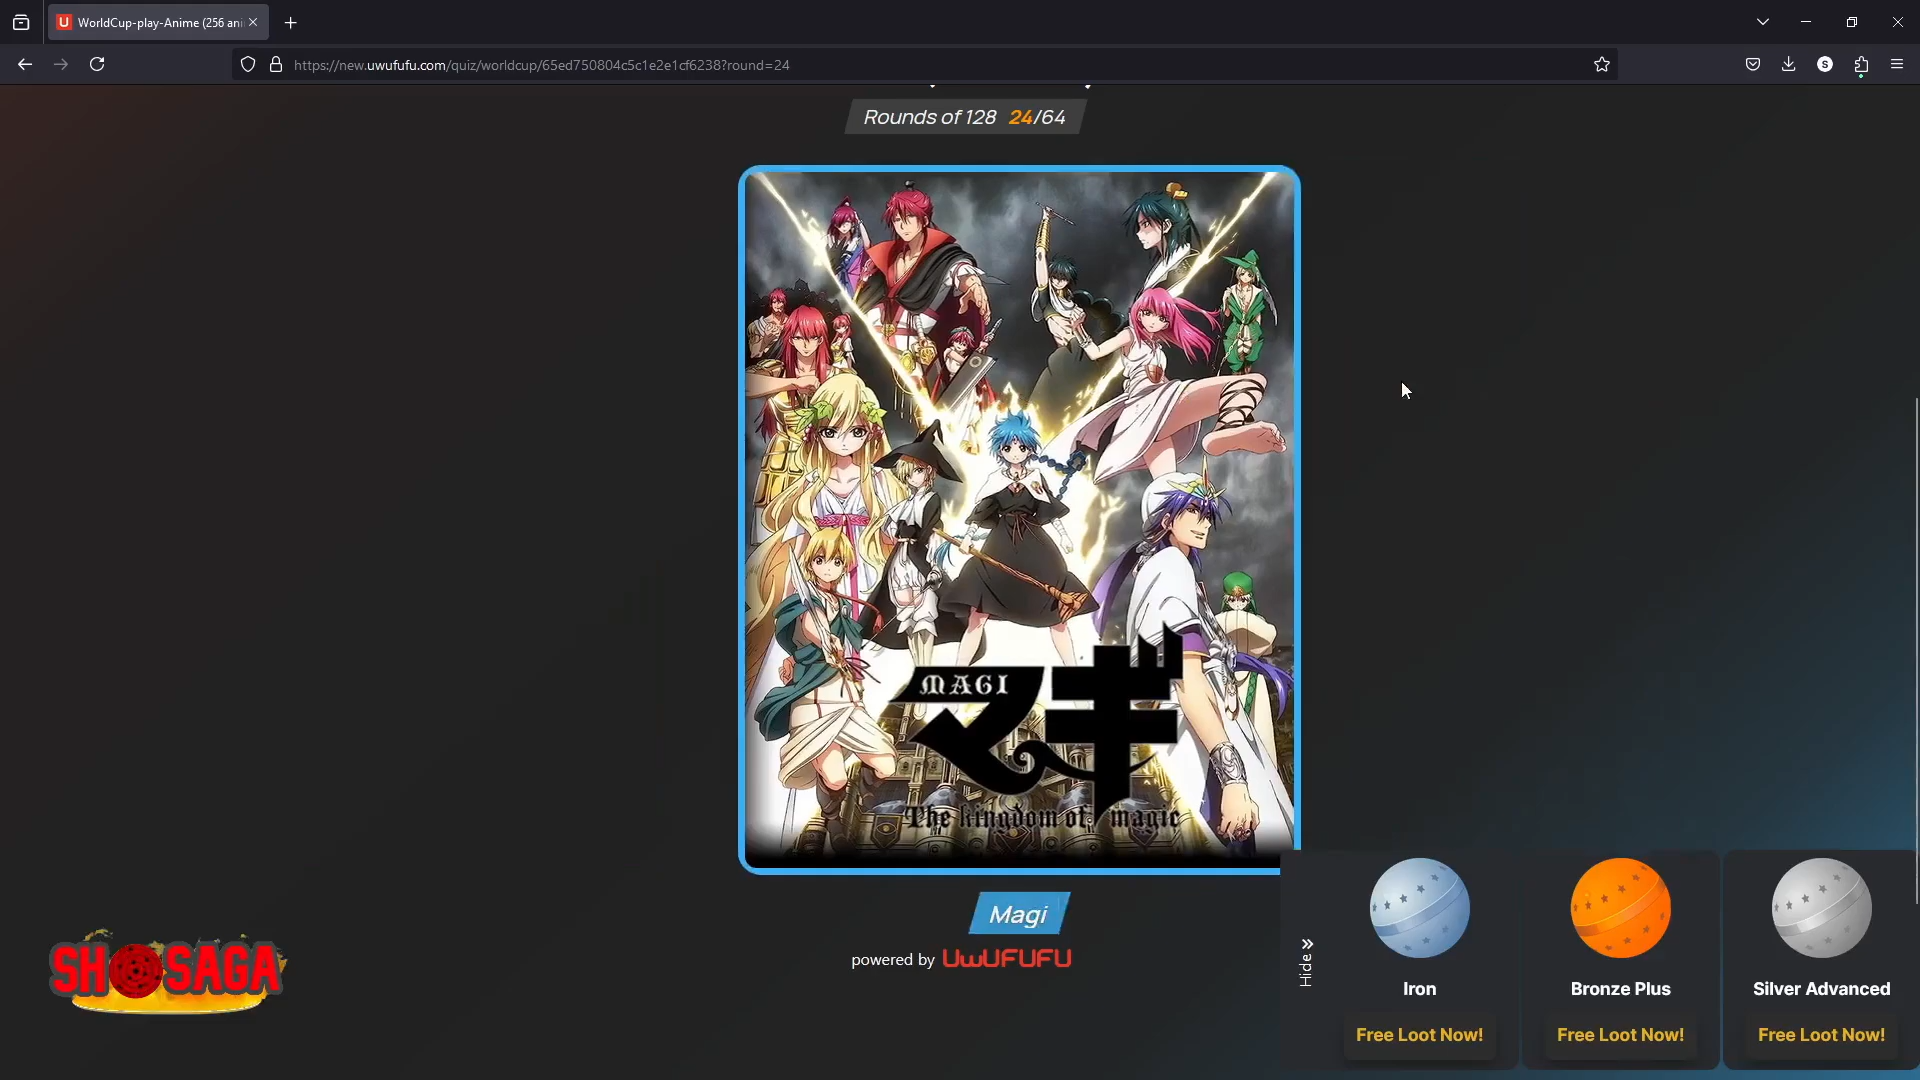 WorldCup-play-Anime (256 ani
https://new.uwufufu.com/quiz/worldcup/65ed750804c5c1e2e1cf6238?round=24
S
Rounds of 128 24/64
MAGI
マギ
The kingdom of magic
Magi
powered by UwUFUFU
SHOSAGA
Hide
Iron
Bronze Plus
Silver Advanced
Free Loot Now!
Free Loot Now!
Free Loot Now!